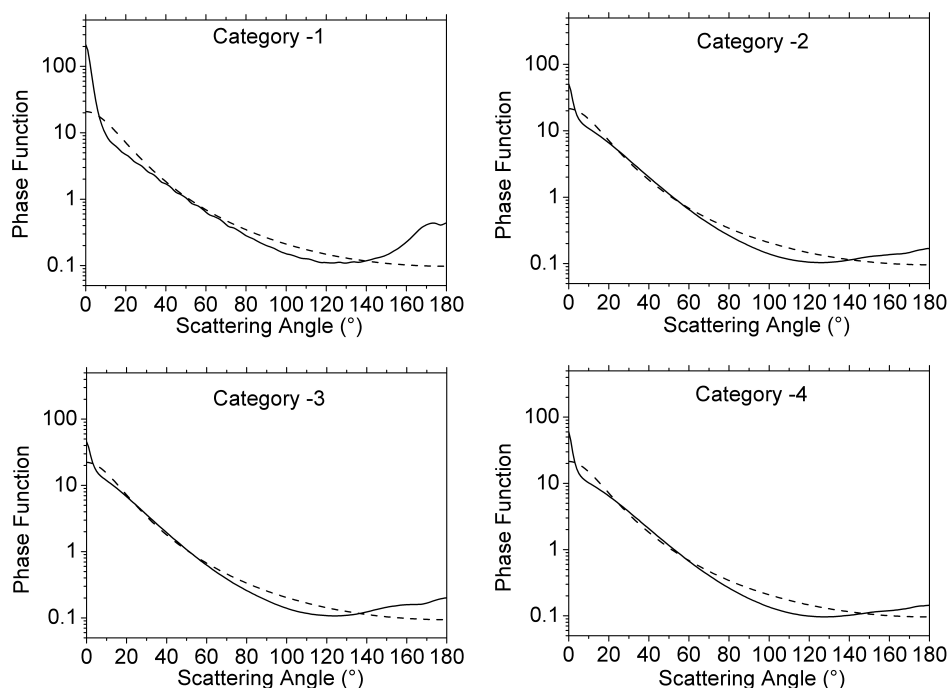 Category -1
Phase Function
100
10
1
0.1
0 20 40 60 80 100 120 140 160 180
Scattering Angle (°)
Category -2
Phase Function
100
10
1
0.1
0 20 40 60 80 100 120 140 160 180
Scattering Angle (°)
Category -3
Phase Function
100
10
1
0.1
0 20 40 60 80 100 120 140 160 180
Scattering Angle (°)
Category -4
Phase Function
100
10
1
0.1
0 20 40 60 80 100 120 140 160 180
Scattering Angle (°)